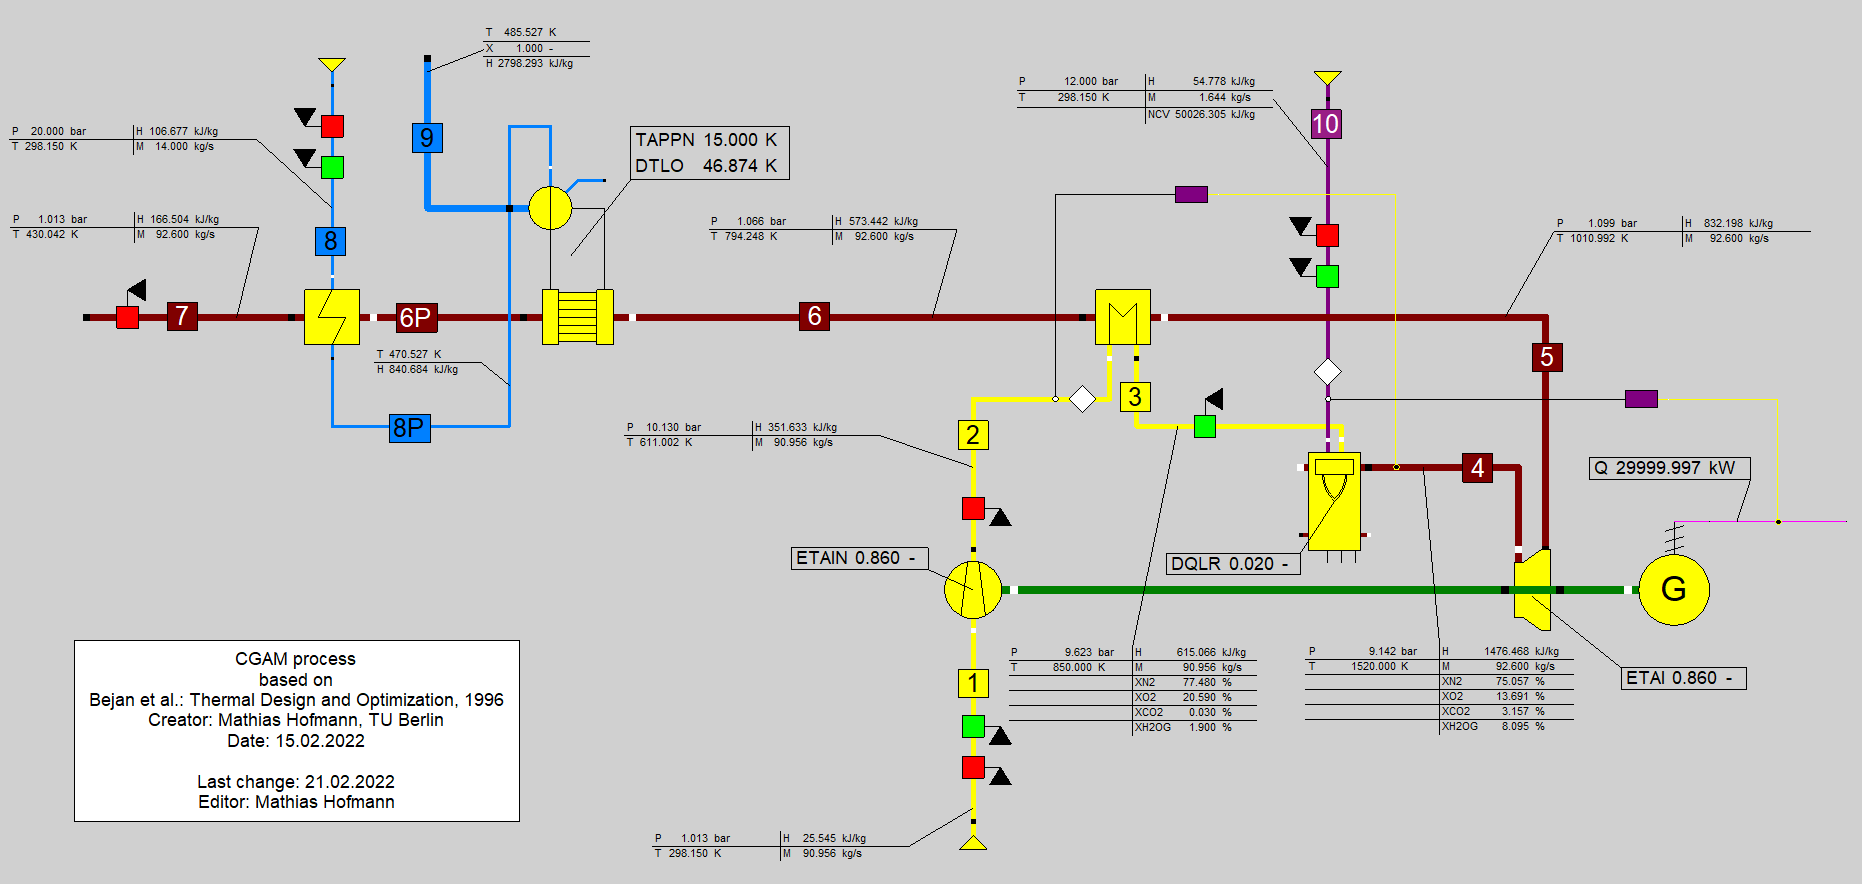 T 485.527 K
X 1.000 -
H 2798.293 kJ/kg
P 20.000 bar H 106.677 kJ/kg
T 298.150 K M 14.000 kg/s
9
TAPPN 15.000 K
DTLO 46.874 K
P 12.000 bar H 54.778 kJ/kg
T 298.150 K M 1.644 kg/s
NCV 50026.305 kJ/kg
10
P 1.013 bar H 166.504 kJ/kg
T 430.042 K M 92.600 kg/s
8
P 1.066 bar H 573.442 kJ/kg
T 794.248 K M 92.600 kg/s
P 1.099 bar H 832.198 kJ/kg
T 1010.992 K M 92.600 kg/s
7
6P
6
5
T 470.527 K
H 840.684 kJ/kg
8P
3
2
P 10.130 bar H 351.633 kJ/kg
T 611.002 K M 90.956 kg/s
4
Q 29999.997 kW
ETAIN 0.860 -
DQLR 0.020 -
G
P 9.623 bar H 615.066 kJ/kg
T 850.000 K M 90.956 kg/s
XN2 77.480 %
XO2 20.590 %
XCO2 0.030 %
XH2OG 1.900 %
P 9.142 bar H 1476.468 kJ/kg
T 1520.000 K M 92.600 kg/s
XN2 75.057 %
XO2 13.691 %
XCO2 3.157 %
XH2OG 8.095 %
ETAI 0.860 -
1
CGAM process
based on
Bejan et al.: Thermal Design and Optimization, 1996
Creator: Mathias Hofmann, TU Berlin
Date: 15.02.2022
Last change: 21.02.2022
Editor: Mathias Hofmann
P 1.013 bar H 25.545 kJ/kg
T 298.150 K M 90.956 kg/s